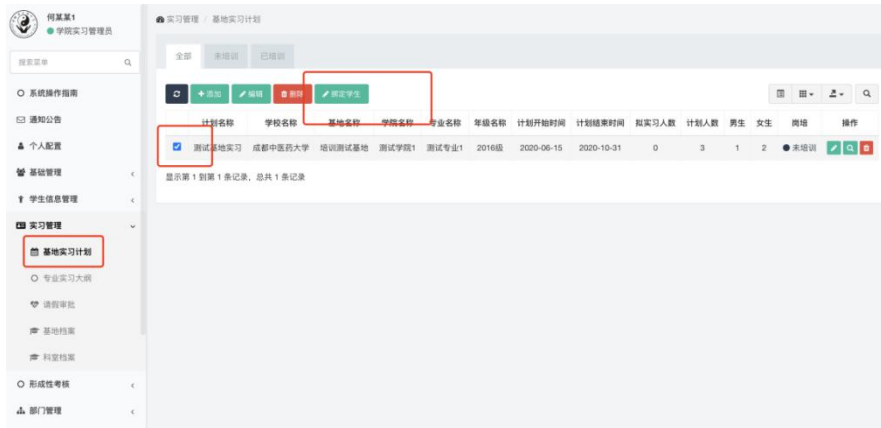 何某某1
学院实习管理员
实习管理 / 基地实习计划
搜索菜单
全部 未培训 已培训
系统操作指南
添加 编辑 删除 绑定学生
通知公告
计划名称 学校名称 基地名称 学院名称 专业名称 年级名称 计划开始时间 计划结束时间 拟实习人数 计划人数 男生 女生 岗培 操作
个人配置
测试基地实习 成都中医药大学 培训测试基地 测试学院1 测试专业1 2016级 2020-06-15 2020-10-31 0 3 1 2 未培训
基础管理
显示第 1 到第 1 条记录，总共 1 条记录
学生信息管理
实习管理
基地实习计划
专业实习大纲
请假审批
基地档案
科室档案
形成性考核
部门管理